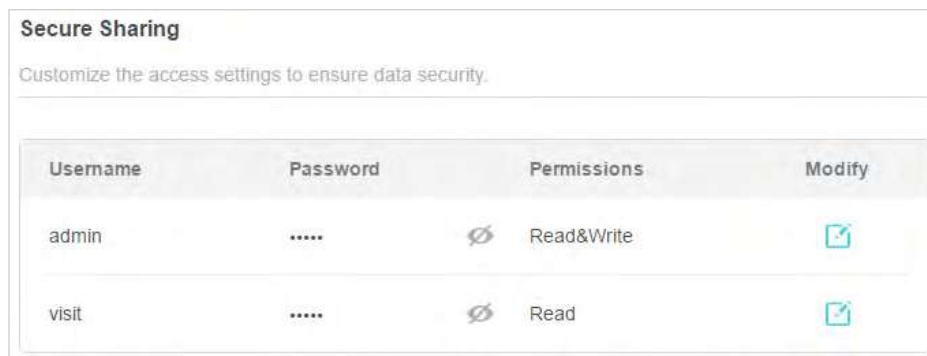 Secure Sharing
Customize the access settings to ensure data security.
Username Password Permissions Modify
admin ••••• Read&Write
visit ••••• Read